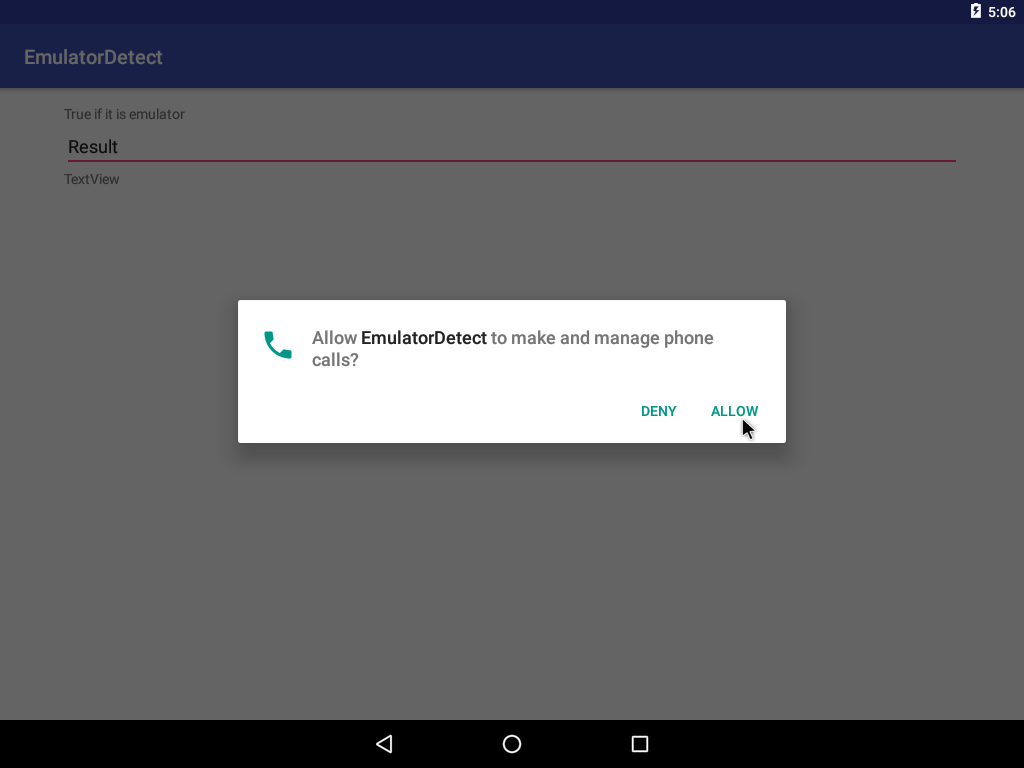 5:06
EmulatorDetect
True if it is emulator
Result
TextView
Allow EmulatorDetect to make and manage phone
calls?
DENY ALLOW